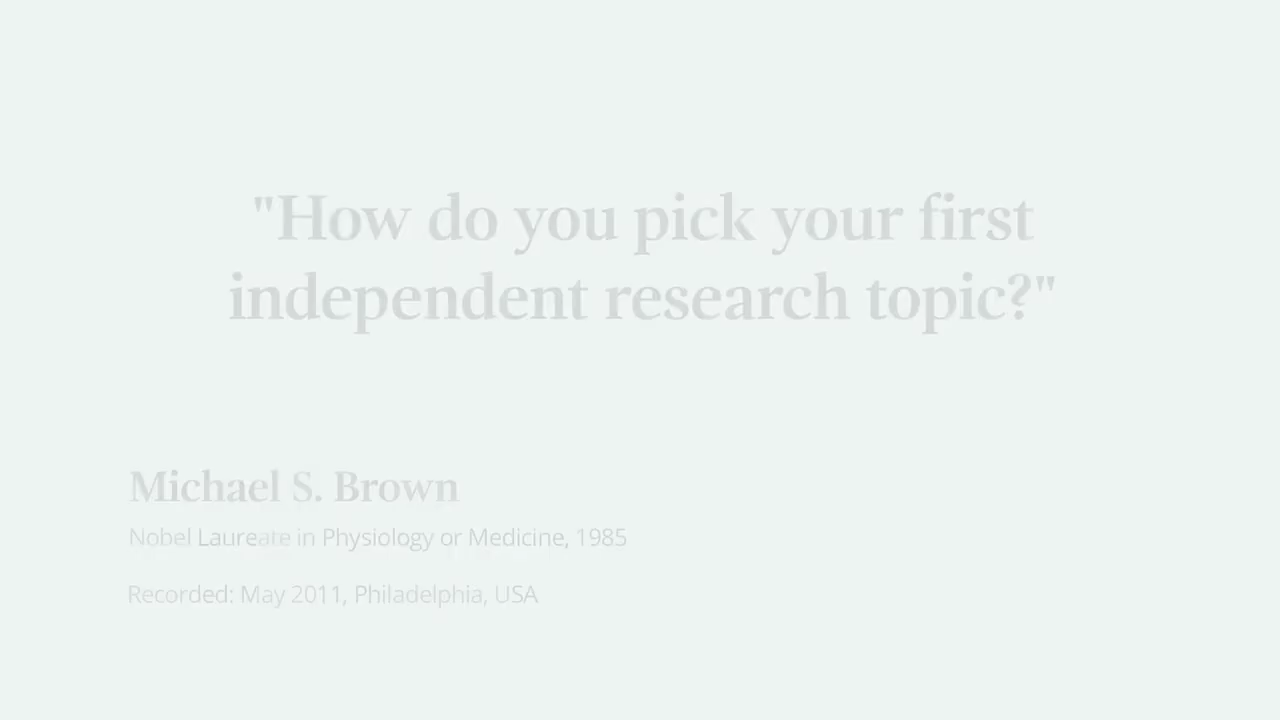 "How do you pick your first
independent research topic?"
Michael S. Brown
Nobel Laureate in Physiology or Medicine, 1985
Recorded: May 2011, Philadelphia, USA